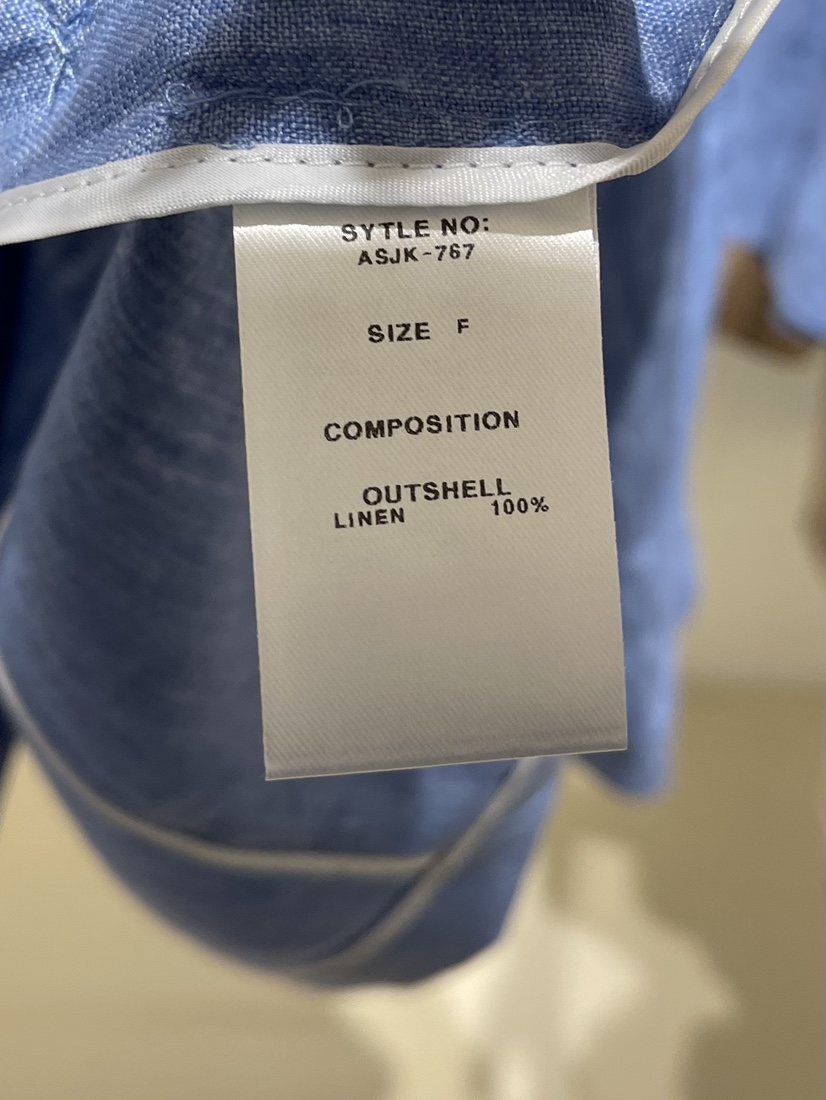 SYTLE NO:
ASJK-767
SIZE F
COMPOSITION
OUTSHELL
LINEN 100%